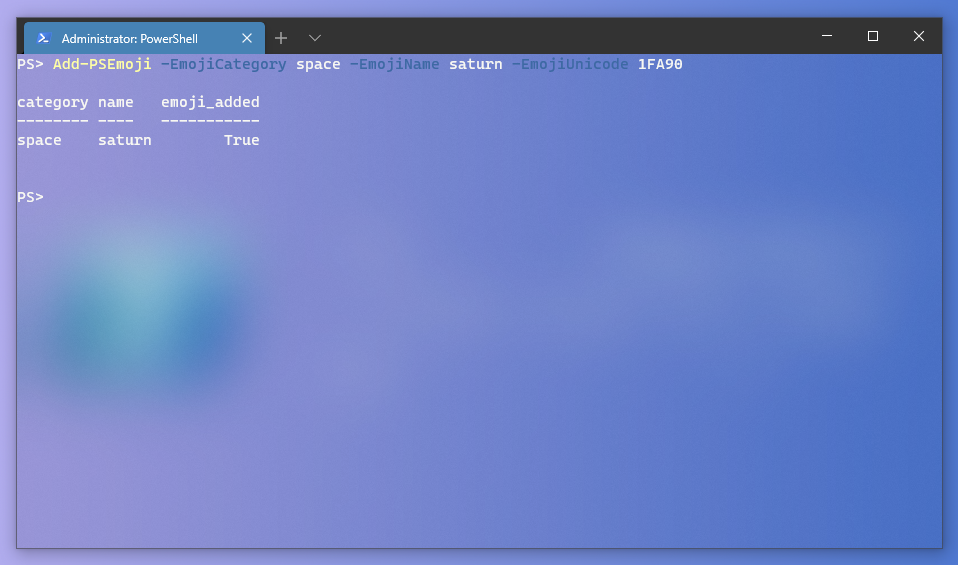 Administrator: PowerShell
PS> Add-PSEmoji -EmojiCategory space -EmojiName saturn -EmojiUnicode 1FA90
category name   emoji_added
-------- ----   -----------
space    saturn        True
PS>